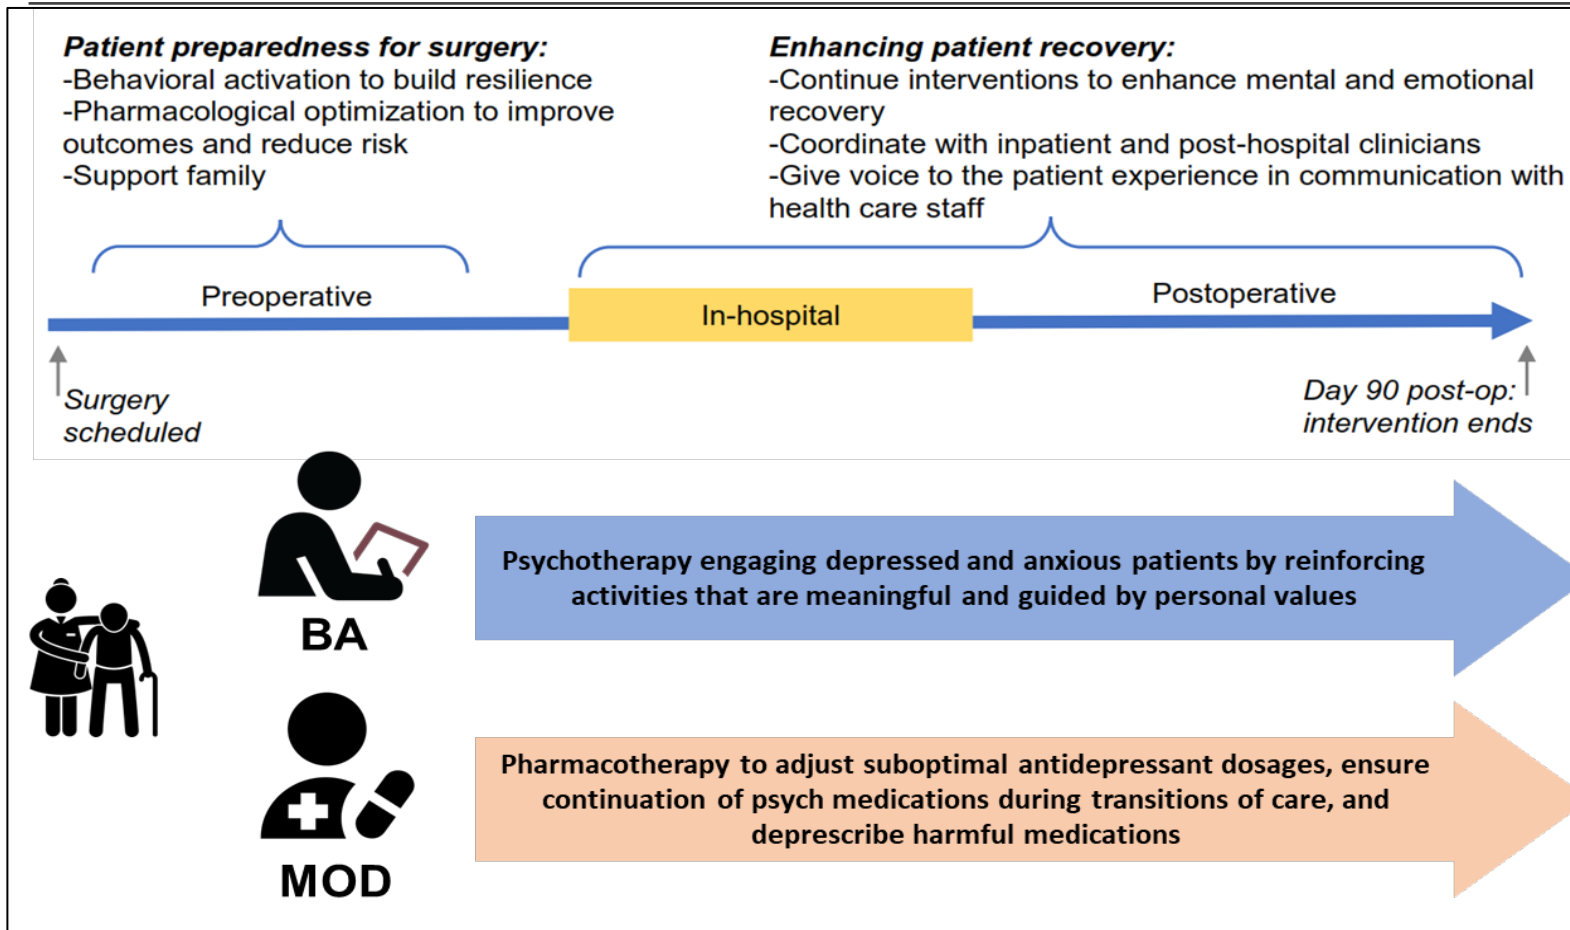 Patient preparedness for surgery:
-Behavioral activation to build resilience
-Pharmacological optimization to improve
outcomes and reduce risk
-Support family
Enhancing patient recovery:
-Continue interventions to enhance mental and emotional
recovery
-Coordinate with inpatient and post-hospital clinicians
-Give voice to the patient experience in communication with
health care staff
Preoperative
In-hospital
Postoperative
Surgery
scheduled
Day 90 post-op:
intervention ends
BA
Psychotherapy engaging depressed and anxious patients by reinforcing
activities that are meaningful and guided by personal values
MOD
Pharmacotherapy to adjust suboptimal antidepressant dosages, ensure
continuation of psych medications during transitions of care, and
deprescribe harmful medications